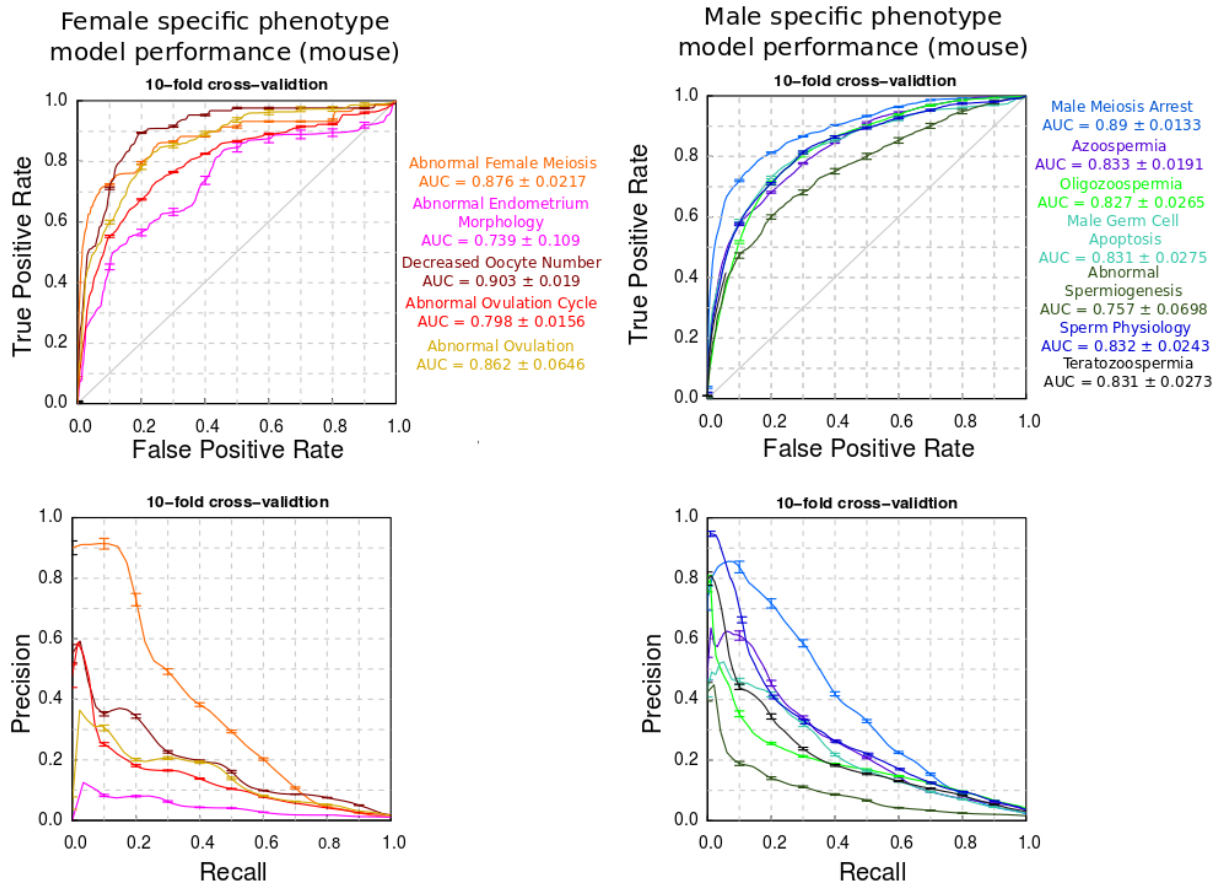 Female specific phenotype
model performance (mouse)
10-fold cross-validtion
1.0
0.8
0.6
0.4
0.2
0.0
True Positive Rate
0.0 0.2 0.4 0.6 0.8 1.0
False Positive Rate
Abnormal Female Meiosis
AUC = 0.876 ± 0.0217
Abnormal Endometrium
Morphology
AUC = 0.739 ± 0.109
Decreased Oocyte Number
AUC = 0.903 ± 0.019
Abnormal Ovulation Cycle
AUC = 0.798 ± 0.0156
Abnormal Ovulation
AUC = 0.862 ± 0.0646
Male specific phenotype
model performance (mouse)
10-fold cross-validtion
1.0
0.8
0.6
0.4
0.2
0.0
True Positive Rate
0.0 0.2 0.4 0.6 0.8 1.0
False Positive Rate
Male Meiosis Arrest
AUC = 0.89 ± 0.0133
Azoospermia
AUC = 0.833 ± 0.0191
Oligozoospermia
AUC = 0.827 ± 0.0265
Male Germ Cell
Apoptosis
AUC = 0.831 ± 0.0275
Abnormal
Spermiogenesis
AUC = 0.757 ± 0.0698
Sperm Physiology
AUC = 0.832 ± 0.0243
Teratozoospermia
AUC = 0.831 ± 0.0273
10-fold cross-validtion
1.0
0.8
0.6
0.4
0.2
0.0
Precision
0.0 0.2 0.4 0.6 0.8 1.0
Recall
10-fold cross-validtion
1.0
0.8
0.6
0.4
0.2
0.0
Precision
0.0 0.2 0.4 0.6 0.8 1.0
Recall